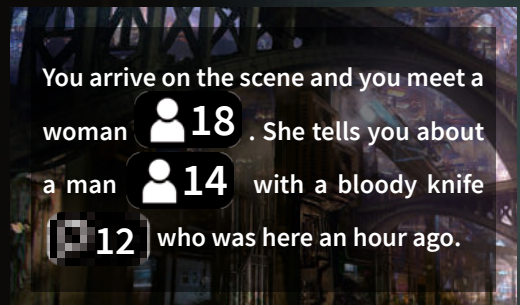 You arrive on the scene and you meet a
woman 18 . She tells you about
a man 14 with a bloody knife
12 who was here an hour ago.